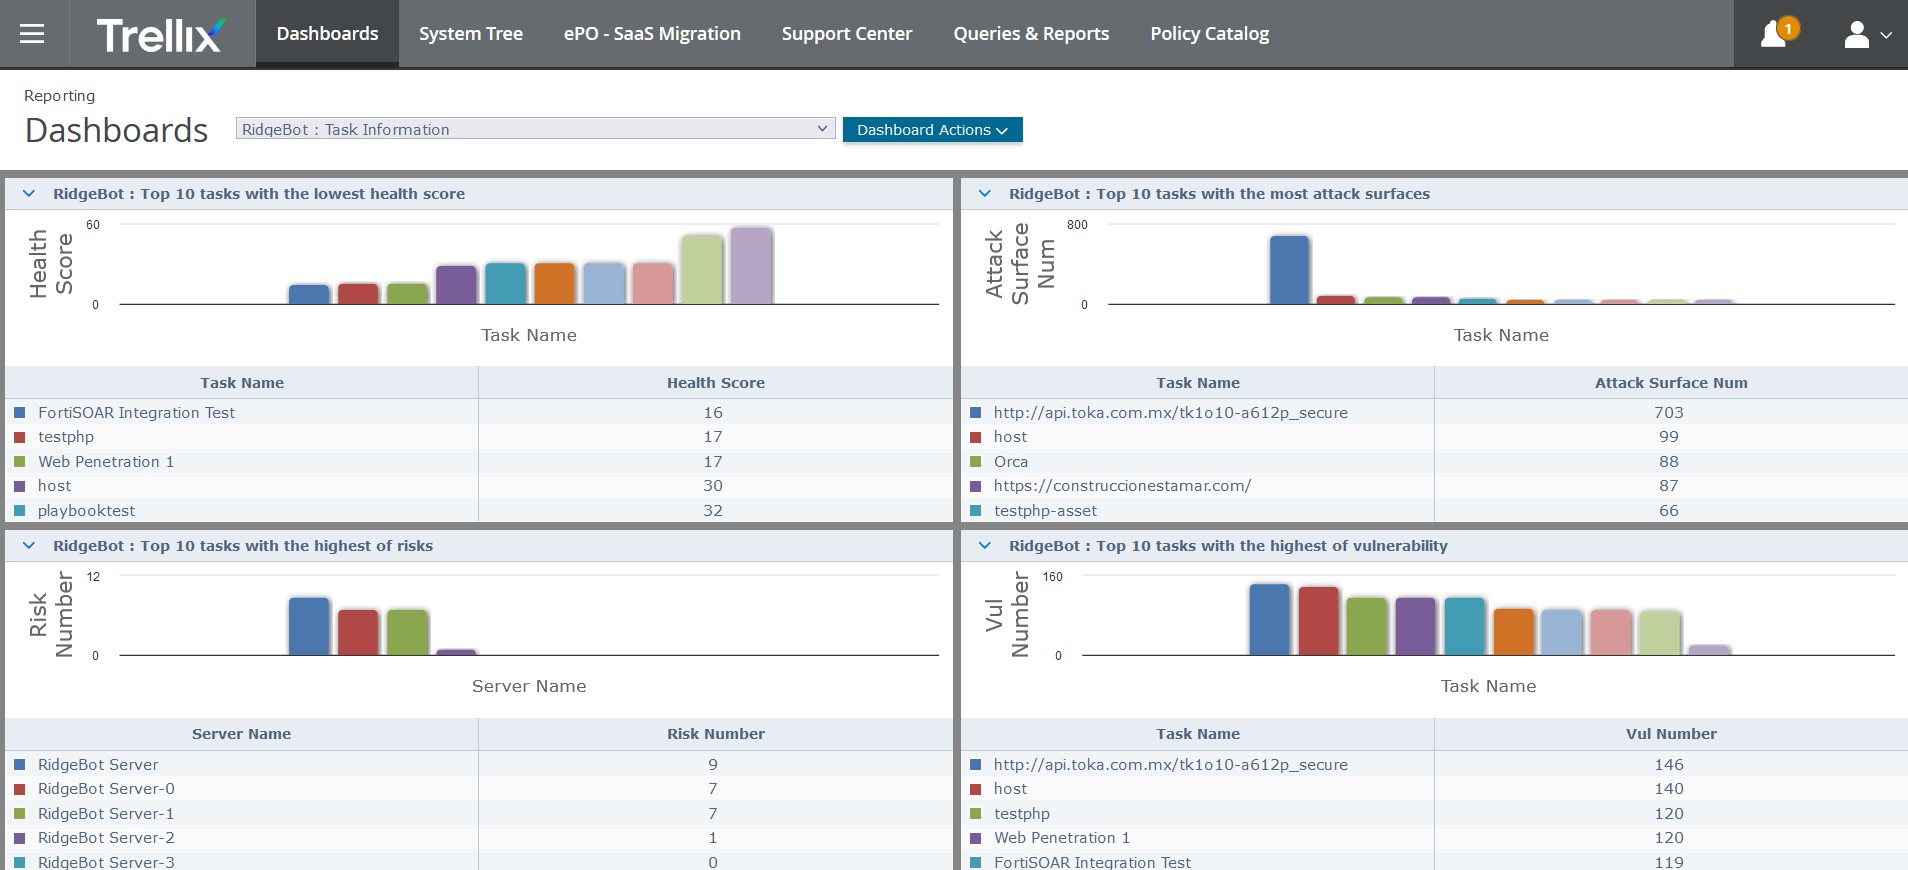 Trellix
Dashboards
System Tree
ePO - SaaS Migration
Support Center
Queries & Reports
Policy Catalog
1
Reporting
Dashboards
RidgeBot : Task Information
Dashboard Actions
RidgeBot : Top 10 tasks with the lowest health score
Health
Score
60
0
Task Name
Task Name Health Score
FortiSOAR Integration Test 16
testphp 17
Web Penetration 1 17
host 30
playbooktest 32
RidgeBot : Top 10 tasks with the most attack surfaces
Attack
Surface
Num
800
0
Task Name
Task Name Attack Surface Num
http://api.toka.com.mx/tk1o10-a612p_secure 703
host 99
Orca 88
https://construccionestamar.com/ 87
testphp-asset 66
RidgeBot : Top 10 tasks with the highest of risks
Risk
Number
12
0
Server Name
Server Name Risk Number
RidgeBot Server 9
RidgeBot Server-0 7
RidgeBot Server-1 7
RidgeBot Server-2 1
RidgeBot Server-3 0
RidgeBot : Top 10 tasks with the highest of vulnerability
Vul
Number
160
0
Task Name
Task Name Vul Number
http://api.toka.com.mx/tk1o10-a612p_secure 146
host 140
testphp 120
Web Penetration 1 120
FortiSOAR Integration Test 119